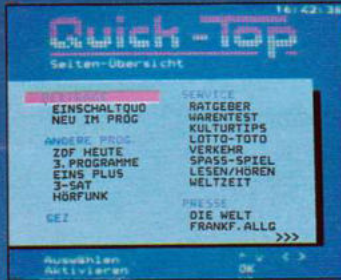 16:42:38
Quick-Top
Seiten-Übersicht
BEITRÄGE
EINSCHALTQUO
NEU IM PROG
ANDERE PROG.
ZDF HEUTE
3. PROGRAMME
EINS PLUS
3-SAT
HÖRFUNK
GEZ
SERVICE
RATGEBER
WARENTEST
KULTURTIPS
LOTTO-TOTO
VERKEHR
SPASS-SPIEL
LESEN/HÖREN
WELTZEIT
PRESSE
DIE WELT
FRANKF.ALLG
>>>
Auswählen ^ v < >
Aktivieren OK